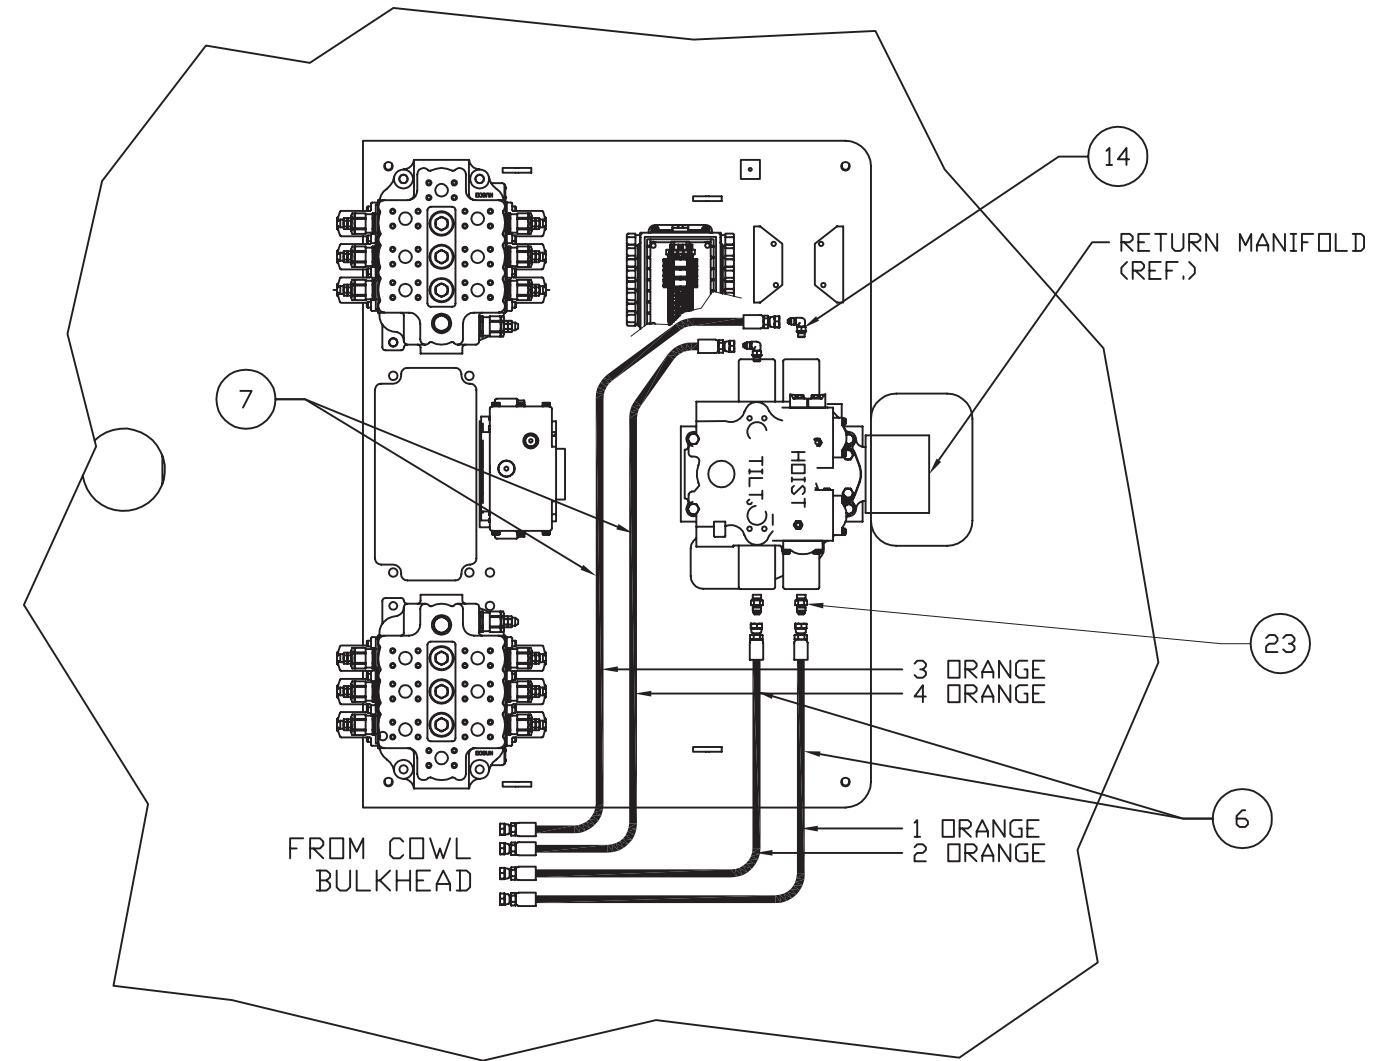 14
RETURN MANIFOLD
(REF.)
7
TILT
HOIST
23
3 ORANGE
4 ORANGE
6
1 ORANGE
2 ORANGE
FROM COWL
BULKHEAD